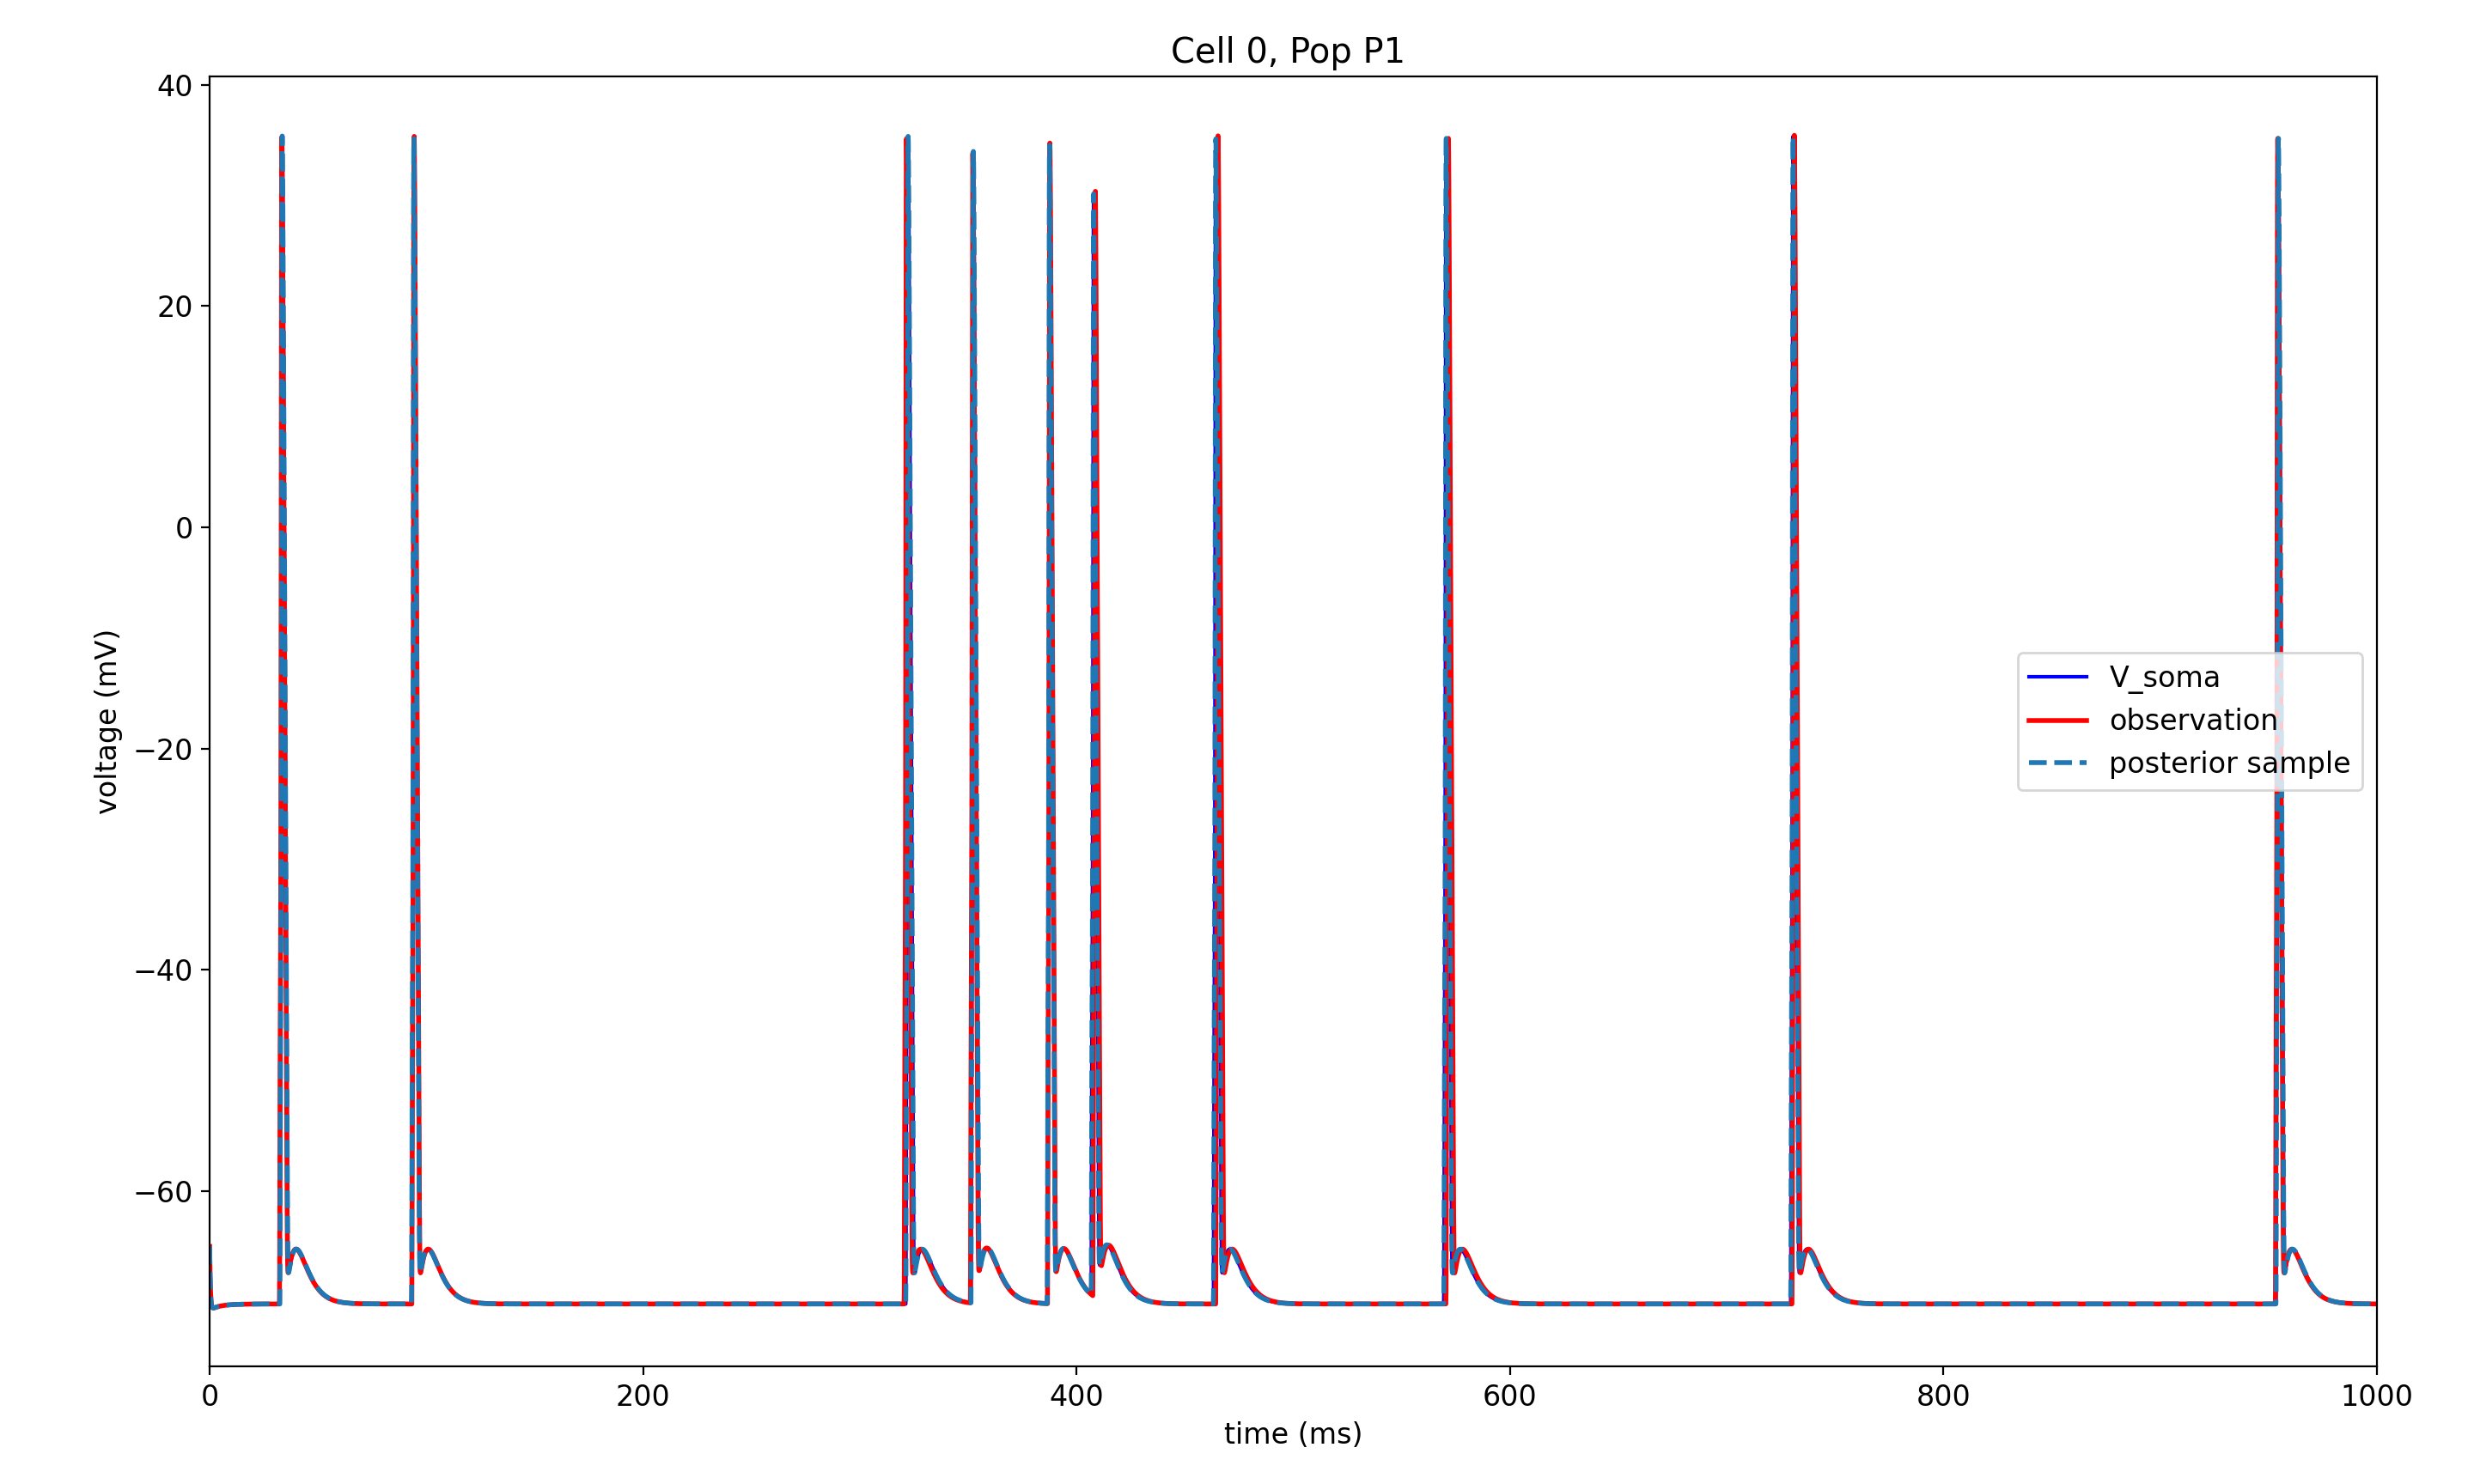 Cell 0, Pop P1
40
20
0
−20
−40
−60
voltage (mV)
V_soma
observation
posterior sample
0
200
400
600
800
1000
time (ms)